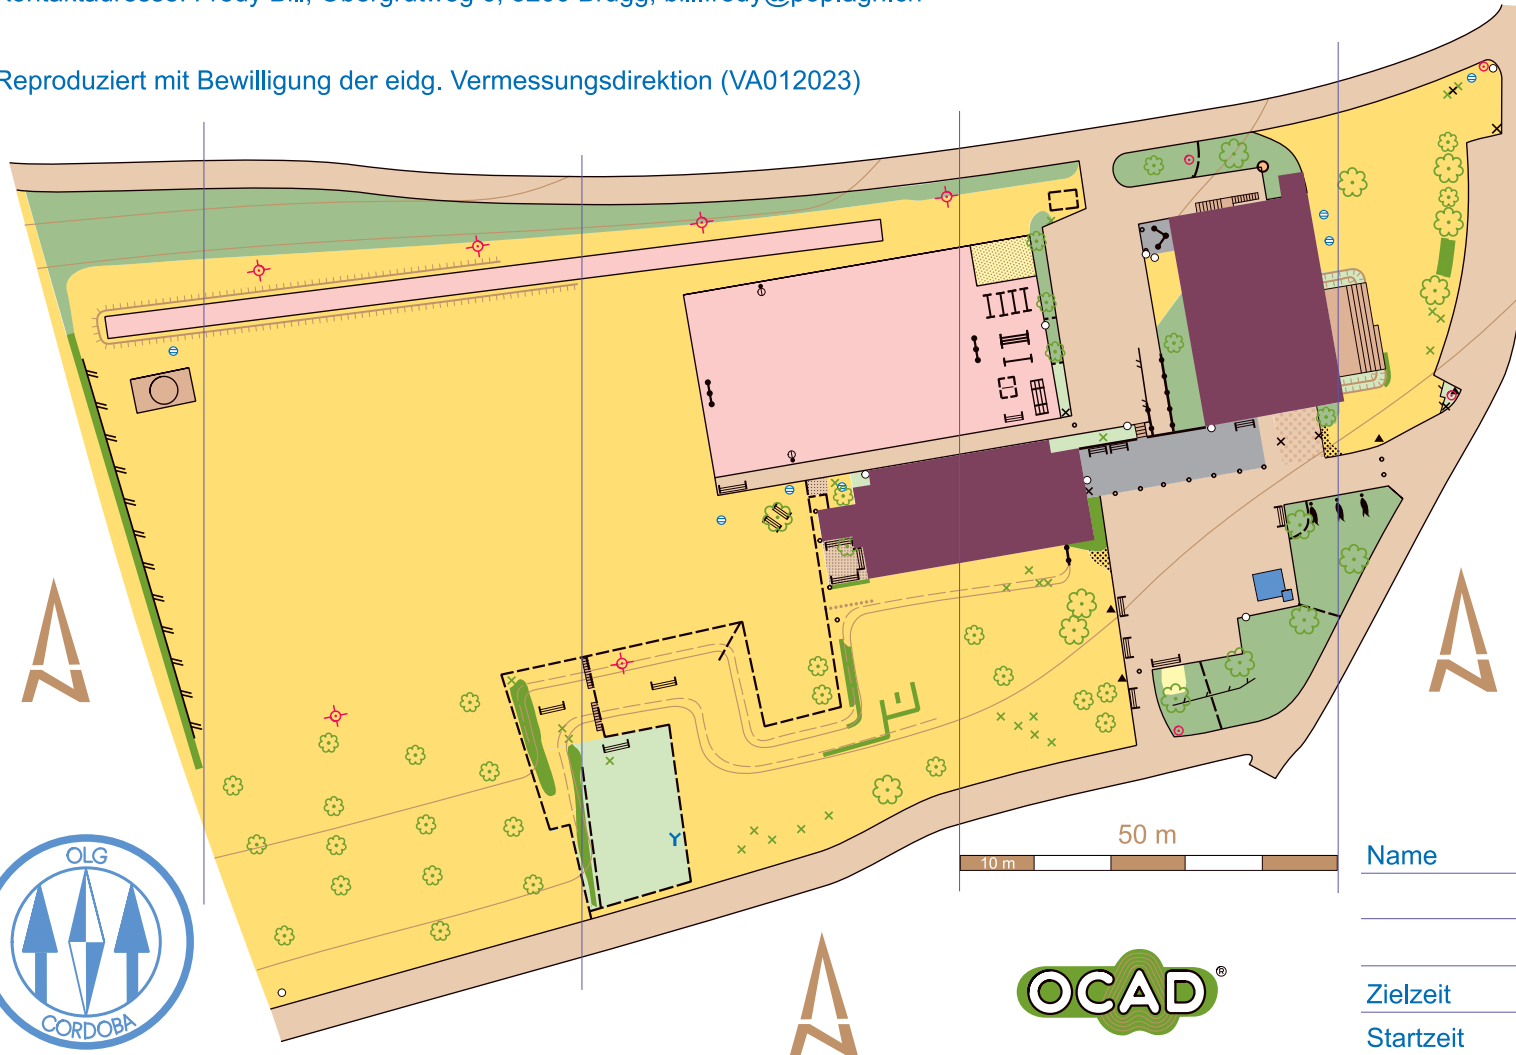 Reproduziert mit Bewilligung der eidg. Vermessungsdirektion (VA012023)
50 m
10 m
Name
Zielzeit
Startzeit
OLG
CORDOBA
OCAD®